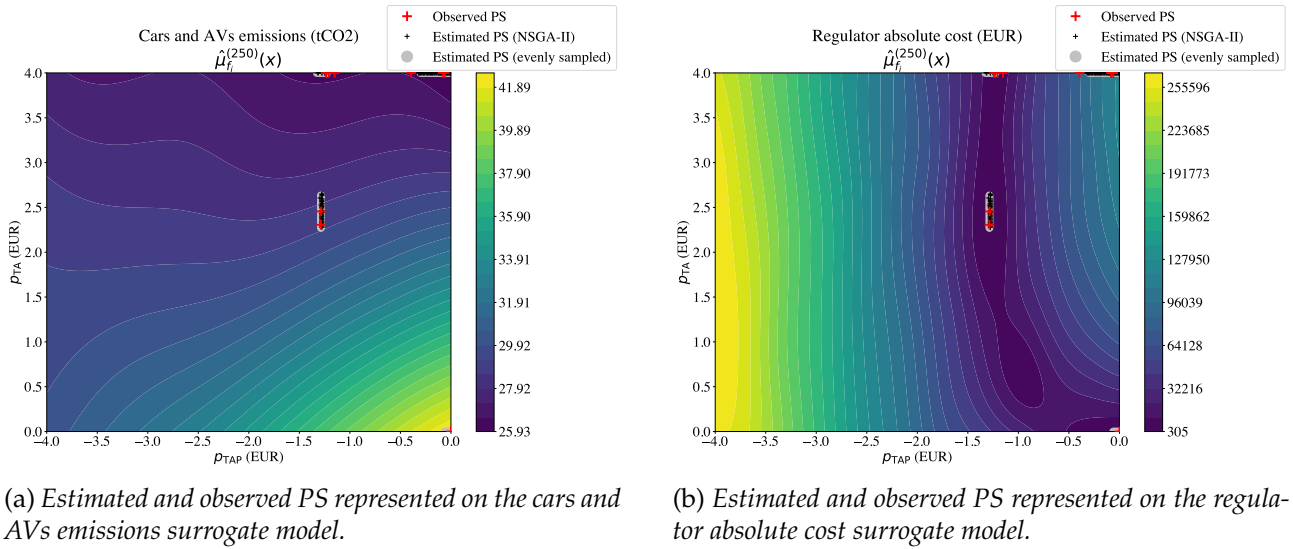 Cars and AVs emissions (tCO2)
μ̂_{f_i}^{(250)}(x)
Observed PS
Estimated PS (NSGA-II)
Estimated PS (evenly sampled)
4.0
3.5
3.0
2.5
2.0
1.5
1.0
0.5
0.0
p_TA (EUR)
−4.0 −3.5 −3.0 −2.5 −2.0 −1.5 −1.0 −0.5 0.0
p_TAP (EUR)
41.89
39.89
37.90
35.90
33.91
31.91
29.92
27.92
25.93
Regulator absolute cost (EUR)
μ̂_{f_i}^{(250)}(x)
Observed PS
Estimated PS (NSGA-II)
Estimated PS (evenly sampled)
4.0
3.5
3.0
2.5
2.0
1.5
1.0
0.5
0.0
p_TA (EUR)
−4.0 −3.5 −3.0 −2.5 −2.0 −1.5 −1.0 −0.5 0.0
p_TAP (EUR)
255596
223685
191773
159862
127950
96039
64128
32216
305
(a) Estimated and observed PS represented on the cars and
AVs emissions surrogate model.
(b) Estimated and observed PS represented on the regula-
tor absolute cost surrogate model.